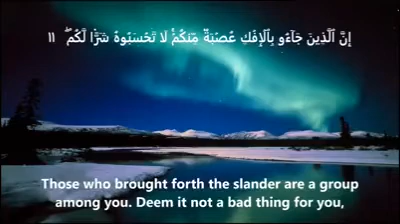 إِنَّ ٱلَّذِينَ جَآءُو بِٱلْإِفْكِ عُصْبَةٌ مِّنكُمْ ۚ لَا تَحْسَبُوهُ شَرًّا لَّكُم ۖ ١١
Those who brought forth the slander are a group
among you. Deem it not a bad thing for you,